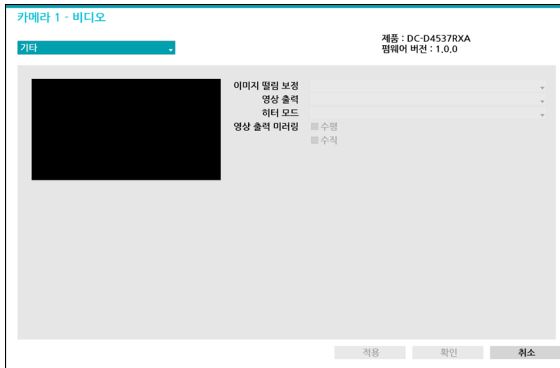 카메라 1 - 비디오
제품 : DC-D4537RXA
기타
펌웨어 버전 : 1.0.0
이미지 떨림 보정
영상 출력
히터 모드
영상 출력 미러링
수평
수직
적용
확인
취소